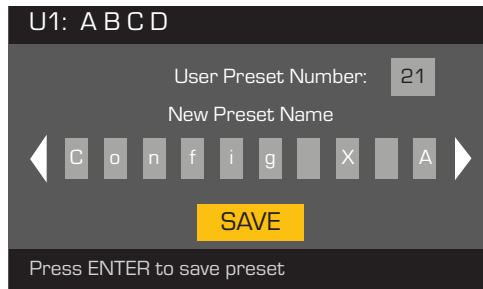 U1: A B C D
User Preset Number: 21
New Preset Name
C o n f i g X A
SAVE
Press ENTER to save preset